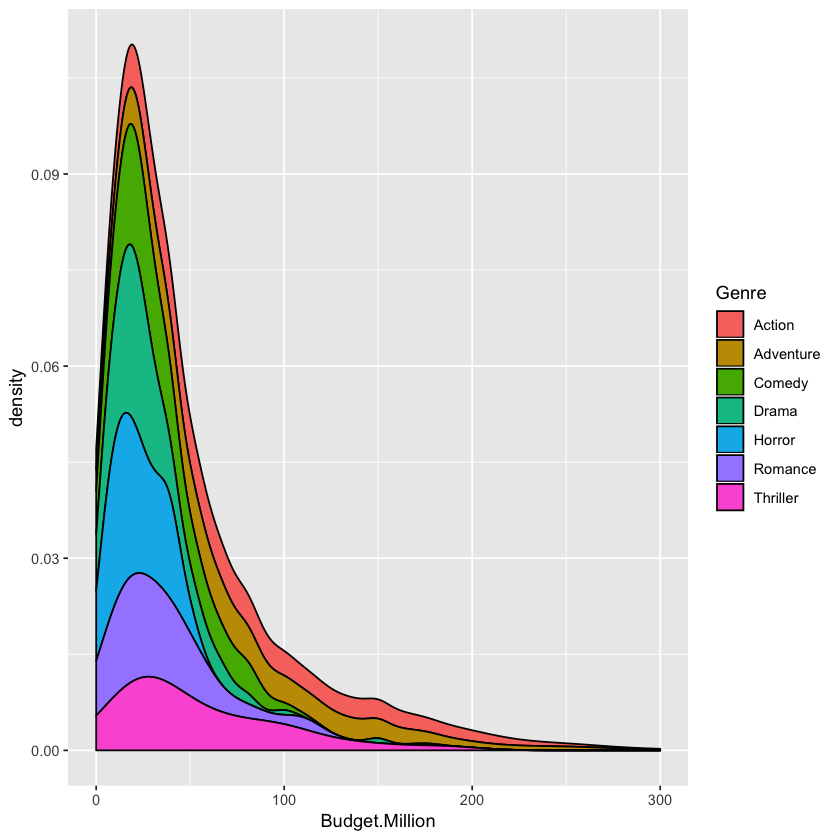 0.09
0.06
0.03
0.00
density
0 100 200 300
Budget.Million
Genre
Action
Adventure
Comedy
Drama
Horror
Romance
Thriller